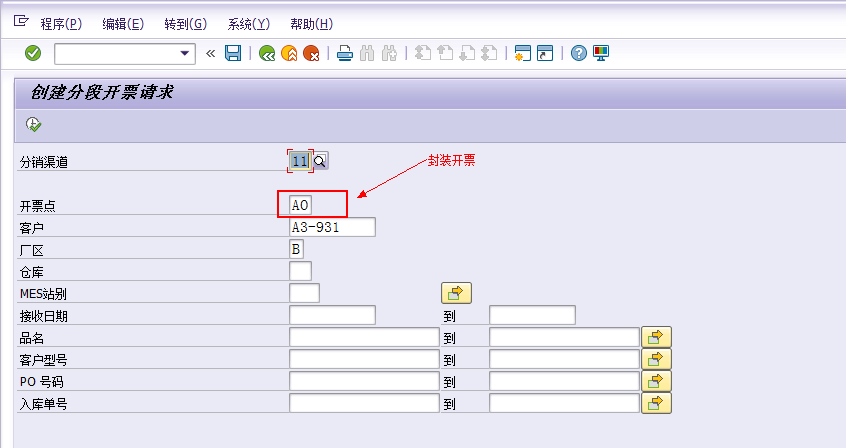 程序(P) 编辑(E) 转到(G) 系统(Y) 帮助(H)
创建分段开票请求
分销渠道 11 封装开票
开票点 AO
客户 A3-931
厂区 B
仓库
MES站别
接收日期 到
品名 到
客户型号 到
PO 号码 到
入库单号 到